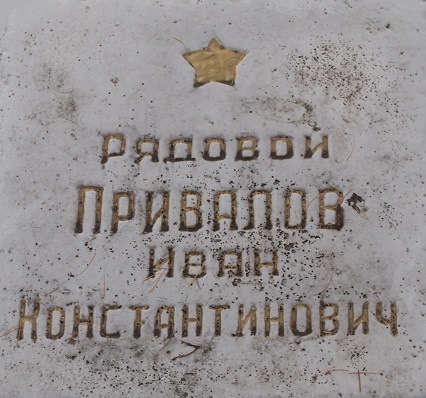 Рядовой
ПРИВАЛОВ
Иван
Константинович